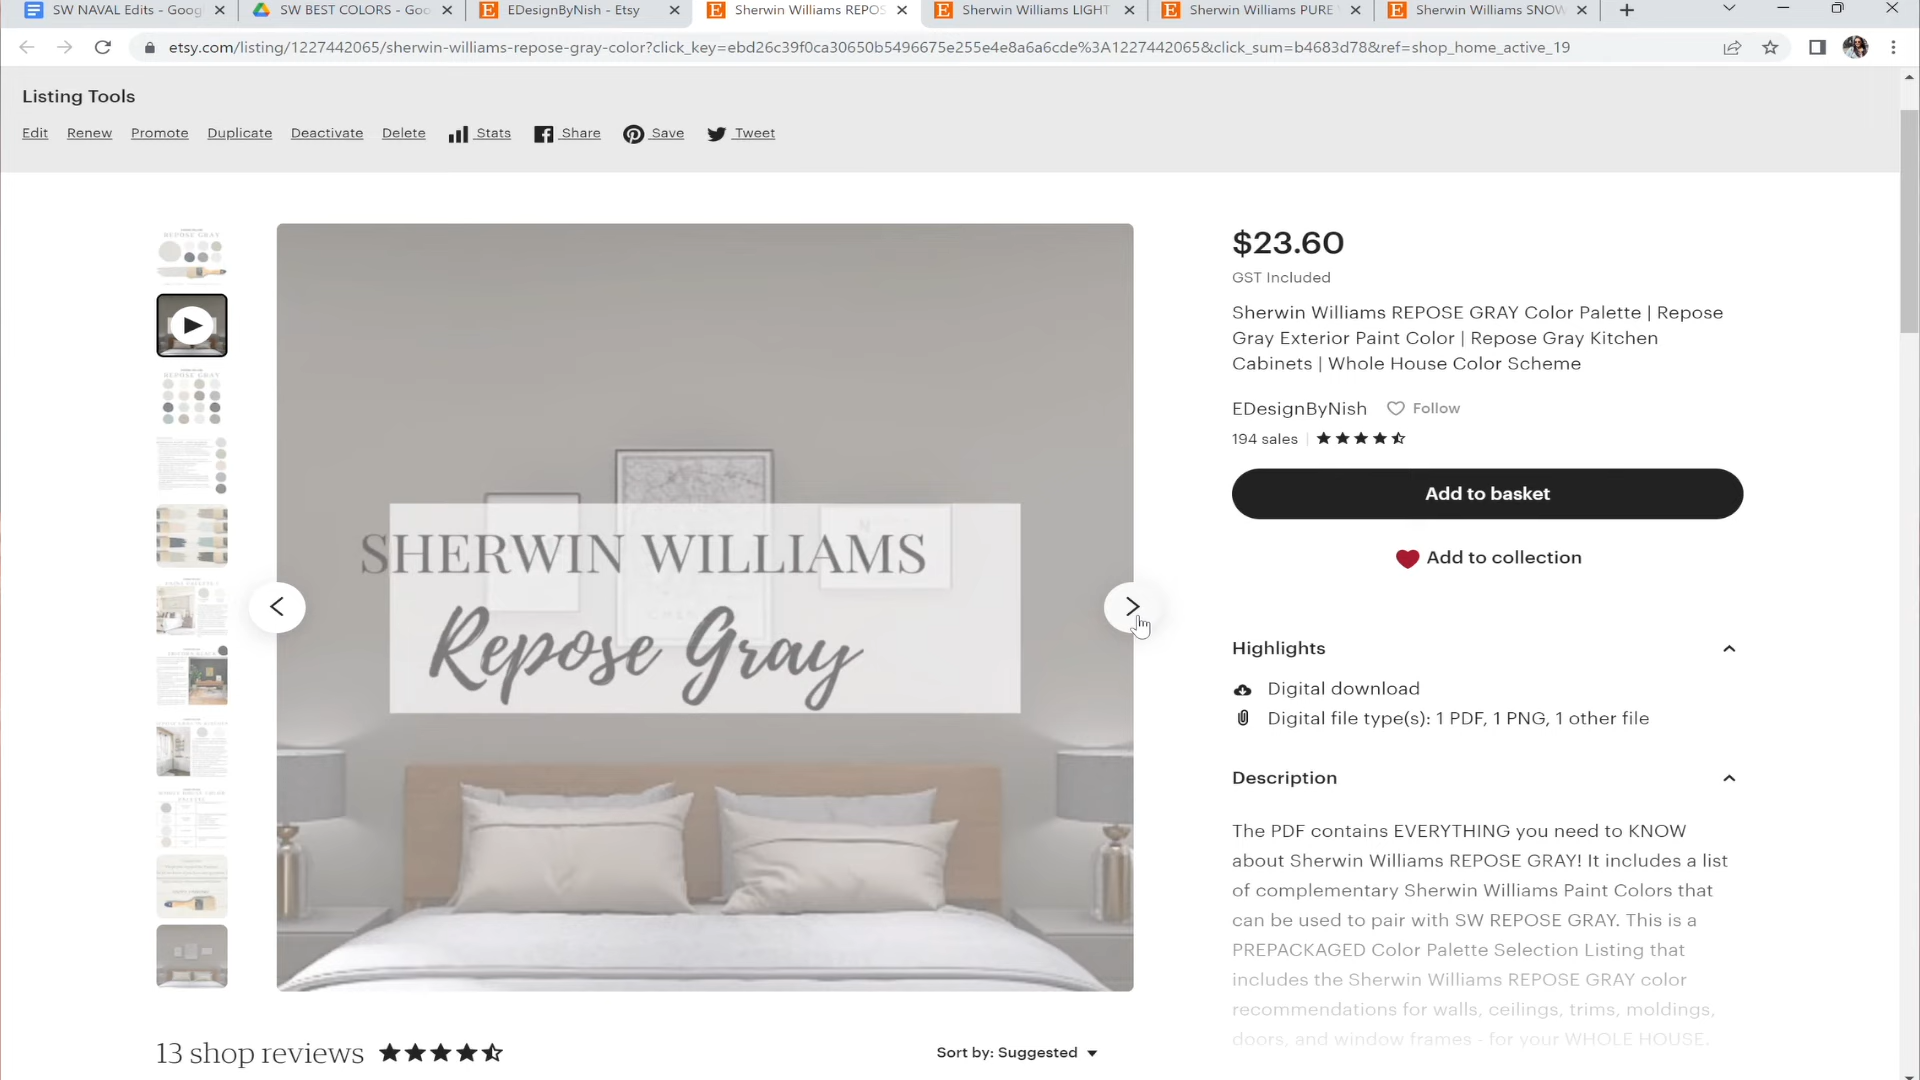 SW NAVAL Edits - Goog
SW BEST COLORS - Goo
EDesignByNish - Etsy
Sherwin Williams REPOS
Sherwin Williams LIGHT
Sherwin Williams PURE
Sherwin Williams SNOW
etsy.com/listing/1227442065/sherwin-williams-repose-gray-color?click_key=ebd26c39f0ca30650b5496675e255e4e8a6a6cde%3A1227442065&click_sum=b4683d78&ref=shop_home_active_19
Listing Tools
Edit Renew Promote Duplicate Deactivate Delete Stats Share Save Tweet
REPOSE GRAY
REPOSE GRAY
SHERWIN WILLIAMS
Repose Gray
$23.60
GST Included
Sherwin Williams REPOSE GRAY Color Palette | Repose
Gray Exterior Paint Color | Repose Gray Kitchen
Cabinets | Whole House Color Scheme
EDesignByNish Follow
194 sales
Add to basket
Add to collection
Highlights
Digital download
Digital file type(s): 1 PDF, 1 PNG, 1 other file
Description
The PDF contains EVERYTHING you need to KNOW
about Sherwin Williams REPOSE GRAY! It includes a list
of complementary Sherwin Williams Paint Colors that
can be used to pair with SW REPOSE GRAY. This is a
PREPACKAGED Color Palette Selection Listing that
includes the Sherwin Williams REPOSE GRAY color
recommendations for walls, ceilings, trims, moldings,
doors, and window frames - for your WHOLE HOUSE.
13 shop reviews
Sort by: Suggested